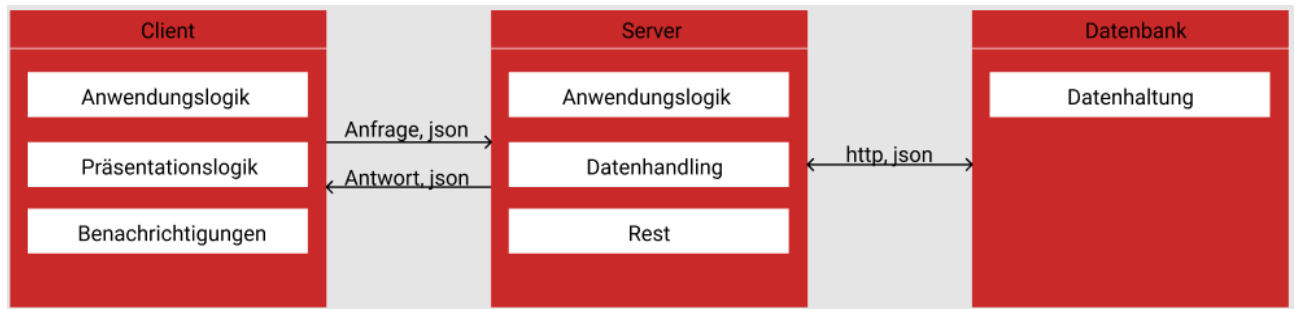 Client
Anwendungslogik
Präsentationslogik
Benachrichtigungen
Anfrage, json
Antwort, json
Server
Anwendungslogik
Datenhandling
Rest
http, json
Datenbank
Datenhaltung